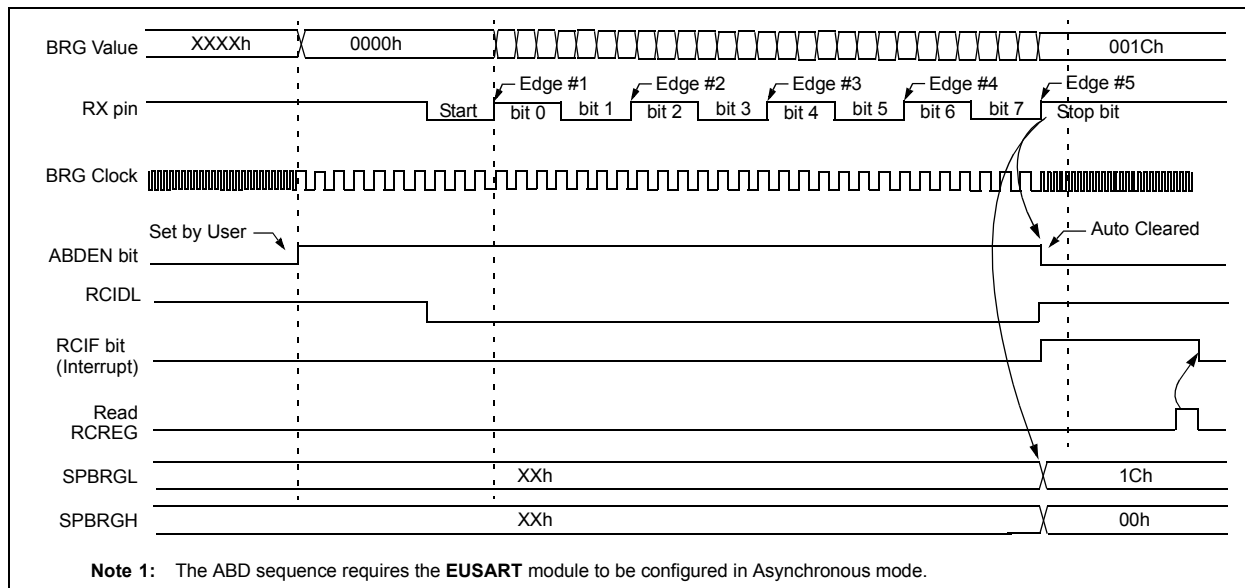 BRG Value
XXXXh
0000h
001Ch
RX pin
Start
Edge #1
bit 0
bit 1
Edge #2
bit 2
bit 3
Edge #3
bit 4
bit 5
Edge #4
bit 6
bit 7
Edge #5
Stop bit
BRG Clock
Set by User
Auto Cleared
ABDEN bit
RCIDL
RCIF bit
(Interrupt)
Read
RCREG
SPBRGL
XXh
1Ch
SPBRGH
XXh
00h
Note 1: The ABD sequence requires the EUSART module to be configured in Asynchronous mode.